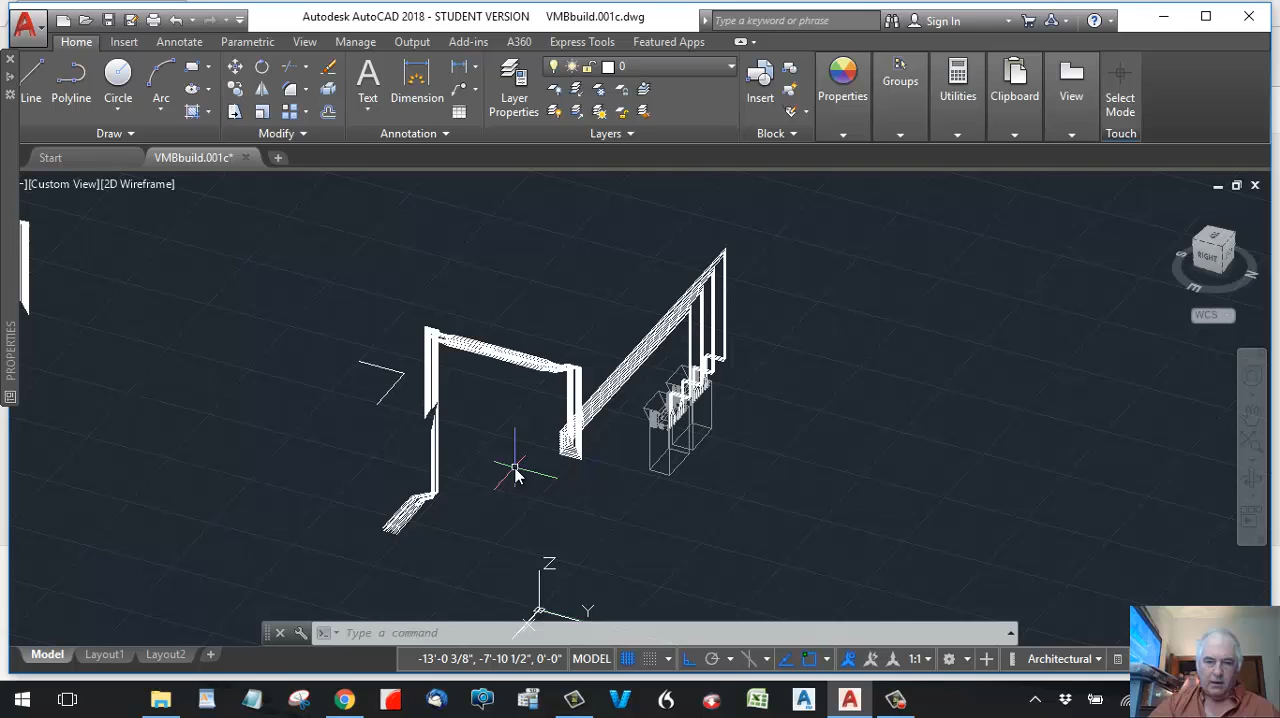 Autodesk AutoCAD 2018 - STUDENT VERSION VMBbuild.001c.dwg
Type a keyword or phrase
Sign In
Home Insert Annotate Parametric View Manage Output Add-ins A360 Express Tools Featured Apps
Line Polyline Circle Arc
Text Dimension
Layer Properties
0
Insert
Properties
Groups
Utilities
Clipboard
View
Select Mode
Draw Modify Annotation Layers Block Touch
Start VMBbuild.001c*
-][Custom View][2D Wireframe]
RIGHT
S
E
N
WCS
PROPERTIES
Z
Y
Type a command
Model Layout1 Layout2
-13'-0 3/8", -7'-10 1/2", 0'-0" MODEL 1:1 Architectural